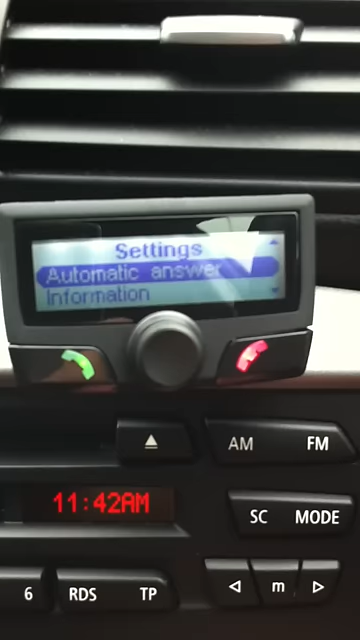 Settings
Automatic answer
Information
AM FM
11:42AM
SC MODE
6 RDS TP
m